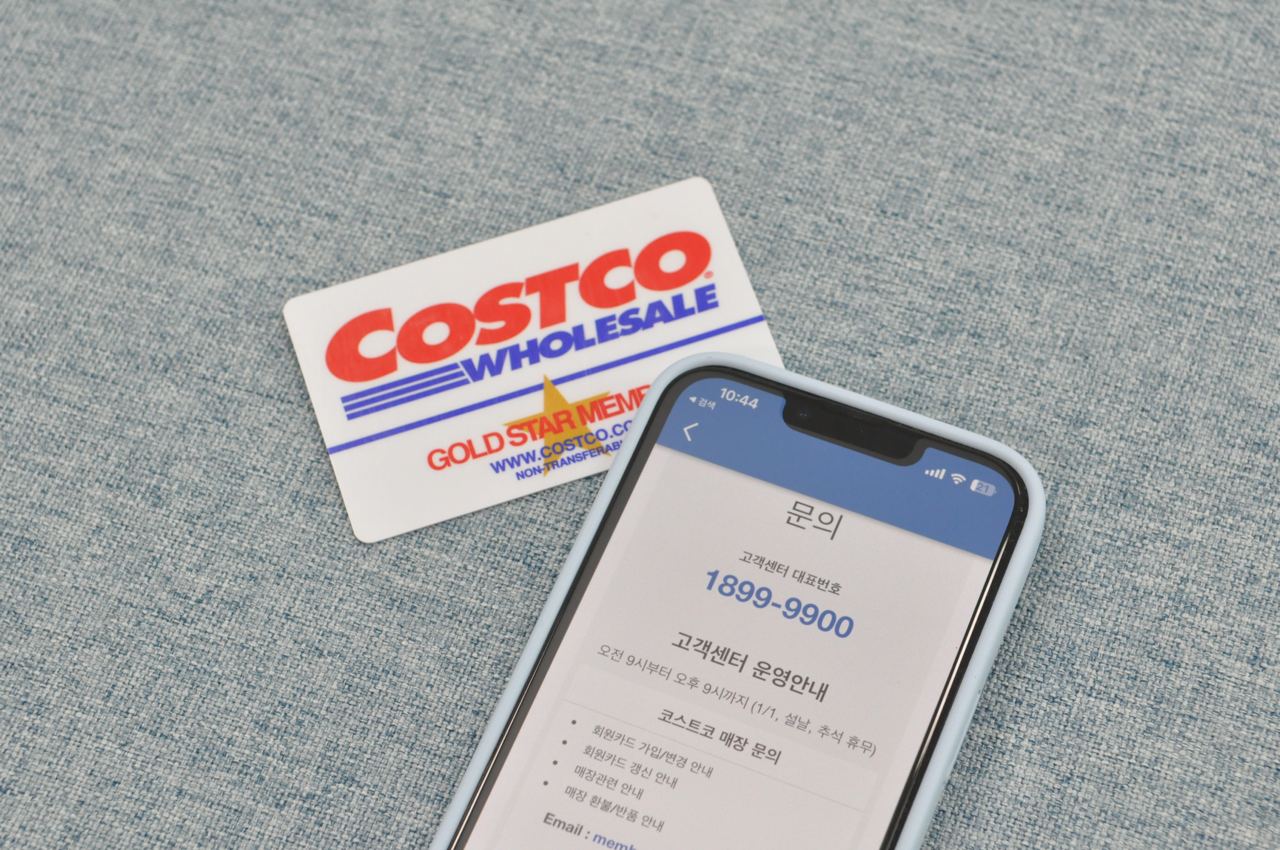 COSTCO
WHOLESALE
GOLD STAR
WWW.COSTCO.CO
10:44
검색
21
문의
고객센터 대표번호
1899-9900
고객센터 운영안내
오전 9시부터 오후 9시까지 (1/1, 설날, 추석 휴무)
코스트코 매장 문의
• 회원카드 가입/변경 안내
• 회원카드 갱신 안내
• 매장관련 안내
• 매장 환불/반품 안내
Email :